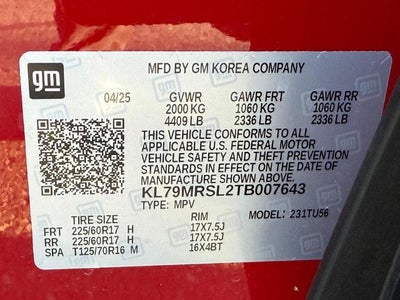 gm
MFD BY GM KOREA COMPANY
04/25 GVWR GAWR FRT GAWR RR
2000 KG 1060 KG 1060 KG
4409 LB 2336 LB 2336 LB
THIS VEHICLE CONFORMS TO ALL
APPLICABLE U.S. FEDERAL MOTOR
VEHICLE SAFETY AND THEFT PREVENTION
STANDARDS IN EFFECT ON THE DATE OF
MANUFACTURE SHOWN ABOVE.
KL79MRSL2TB007643
TYPE: MPV MODEL: 231TU56
TIRE SIZE RIM
FRT 225/60R17 H 17X7.5J
RR 225/60R17 H 17X7.5J
SPA T125/70R16 M 16X4BT